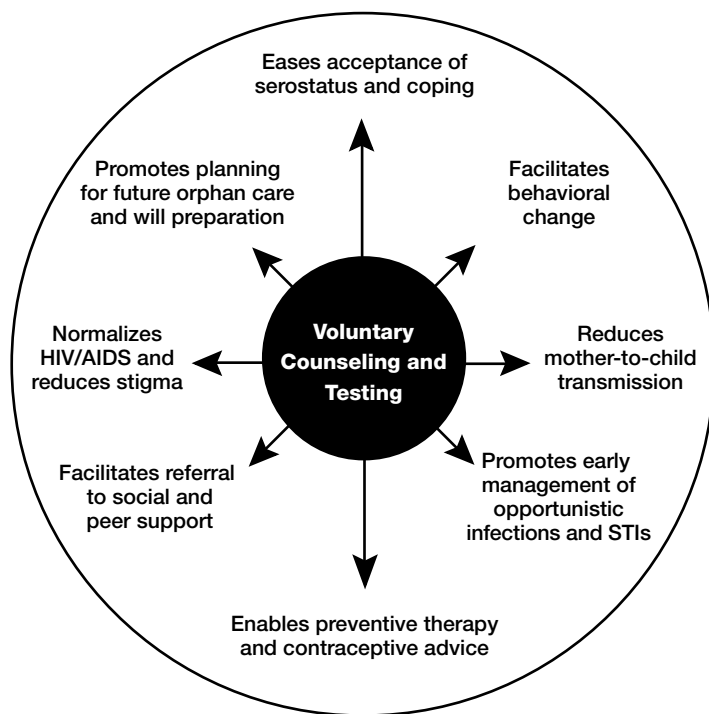 Eases acceptance of
serostatus and coping
Promotes planning
for future orphan care
and will preparation
Facilitates
behavioral
change
Normalizes
HIV/AIDS and
reduces stigma
Voluntary
Counseling and
Testing
Reduces
mother-to-child
transmission
Facilitates referral
to social and
peer support
Promotes early
management of
opportunistic
infections and STIs
Enables preventive therapy
and contraceptive advice